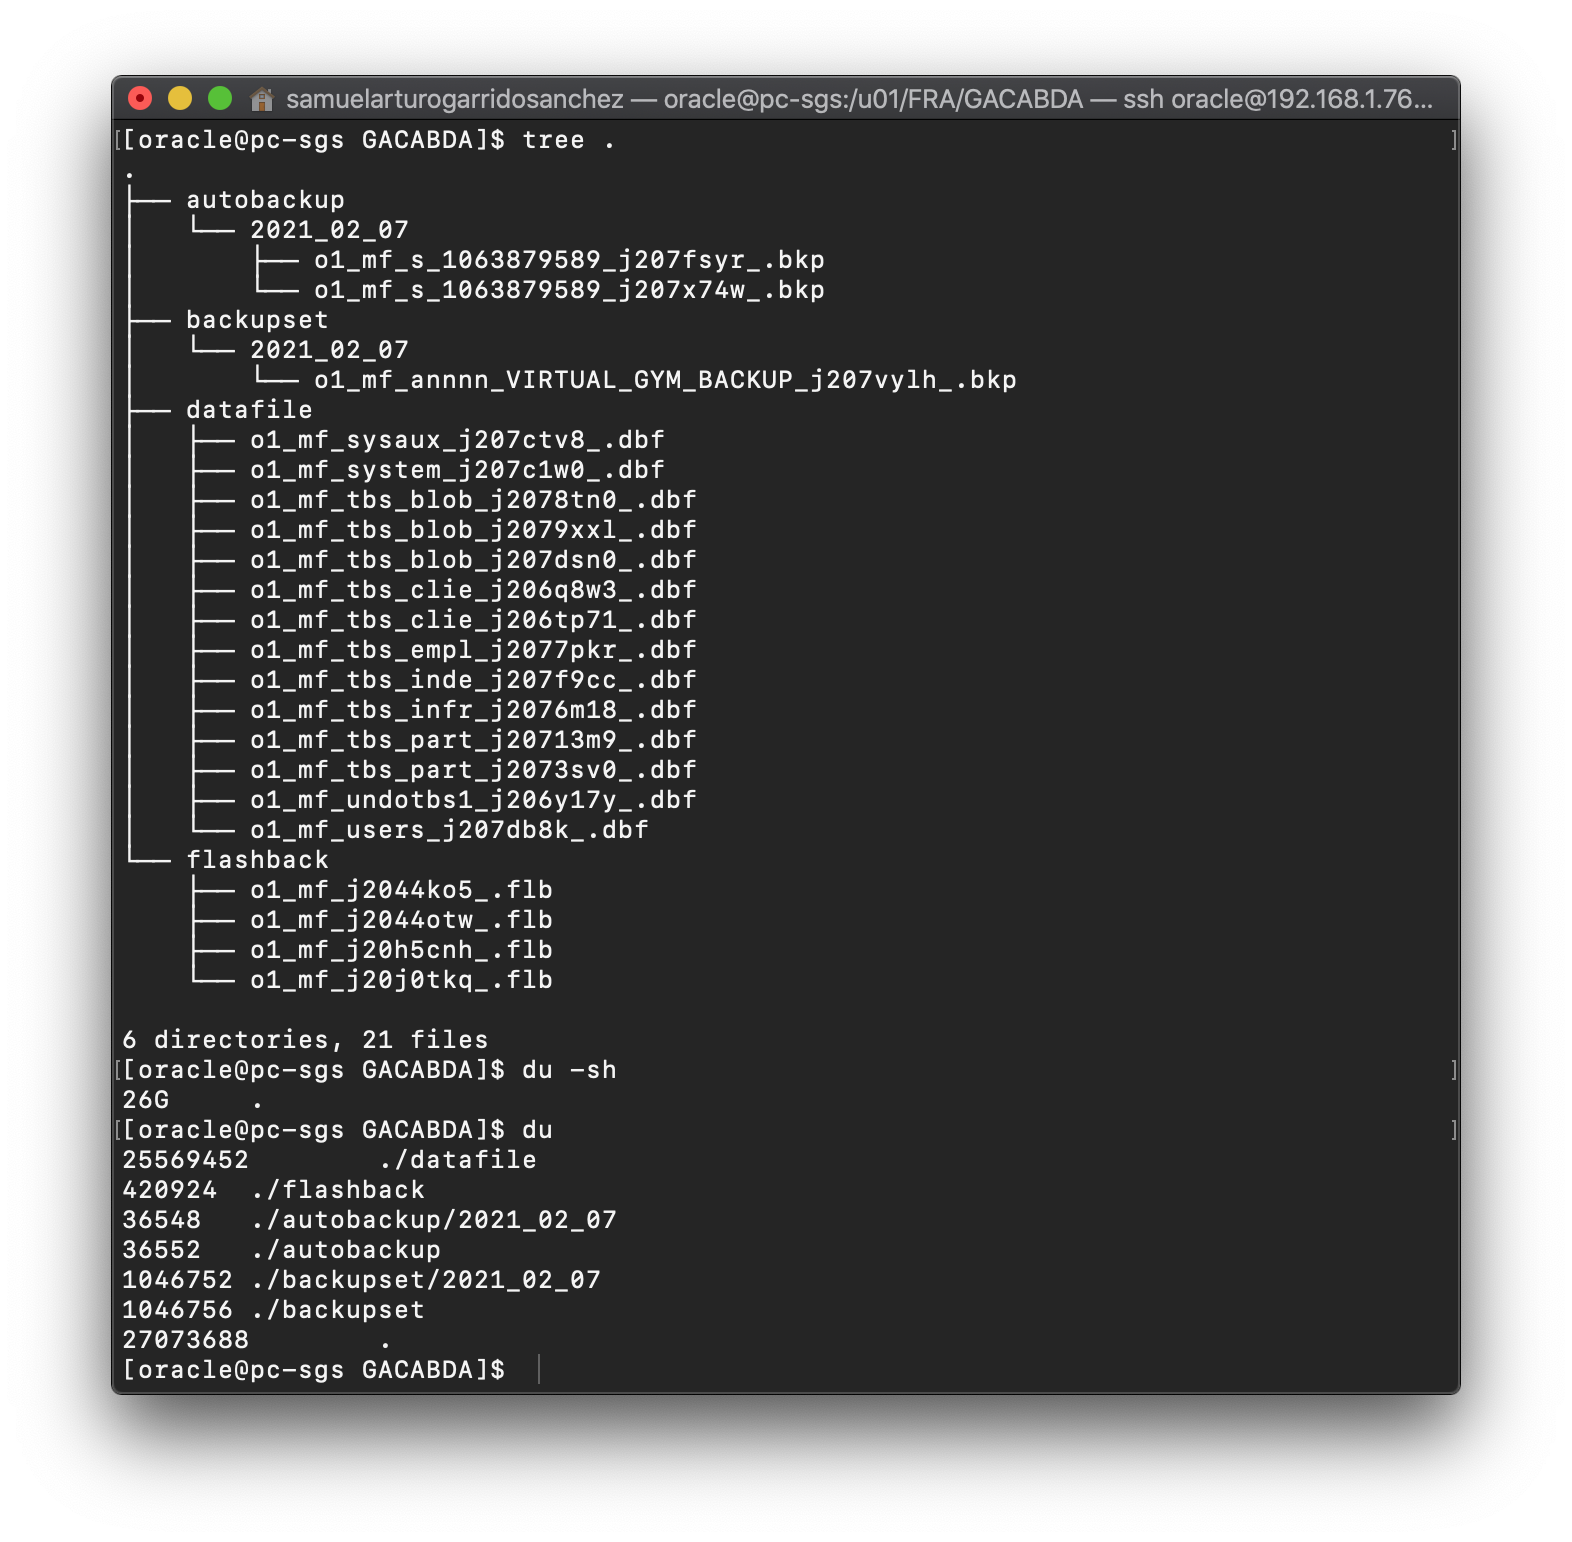 samuelarturogarridosanchez — oracle@pc-sgs:/u01/FRA/GACABDA — ssh oracle@192.168.1.76...
[[oracle@pc-sgs GACABDA]$ tree . ]
.
├── autobackup
│   └── 2021_02_07
│       ├── o1_mf_s_1063879589_j207fsyr_.bkp
│       └── o1_mf_s_1063879589_j207x74w_.bkp
├── backupset
│   └── 2021_02_07
│       └── o1_mf_annnn_VIRTUAL_GYM_BACKUP_j207vylh_.bkp
├── datafile
│   ├── o1_mf_sysaux_j207ctv8_.dbf
│   ├── o1_mf_system_j207c1w0_.dbf
│   ├── o1_mf_tbs_blob_j2078tn0_.dbf
│   ├── o1_mf_tbs_blob_j2079xxl_.dbf
│   ├── o1_mf_tbs_blob_j207dsn0_.dbf
│   ├── o1_mf_tbs_clie_j206q8w3_.dbf
│   ├── o1_mf_tbs_clie_j206tp71_.dbf
│   ├── o1_mf_tbs_empl_j2077pkr_.dbf
│   ├── o1_mf_tbs_inde_j207f9cc_.dbf
│   ├── o1_mf_tbs_infr_j2076m18_.dbf
│   ├── o1_mf_tbs_part_j20713m9_.dbf
│   ├── o1_mf_tbs_part_j2073sv0_.dbf
│   ├── o1_mf_undotbs1_j206y17y_.dbf
│   └── o1_mf_users_j207db8k_.dbf
└── flashback
    ├── o1_mf_j2044ko5_.flb
    ├── o1_mf_j2044otw_.flb
    ├── o1_mf_j20h5cnh_.flb
    └── o1_mf_j20j0tkq_.flb
6 directories, 21 files
[[oracle@pc-sgs GACABDA]$ du -sh ]
26G     .
[[oracle@pc-sgs GACABDA]$ du ]
25569452        ./datafile
420924  ./flashback
36548   ./autobackup/2021_02_07
36552   ./autobackup
1046752 ./backupset/2021_02_07
1046756 ./backupset
27073688        .
[oracle@pc-sgs GACABDA]$